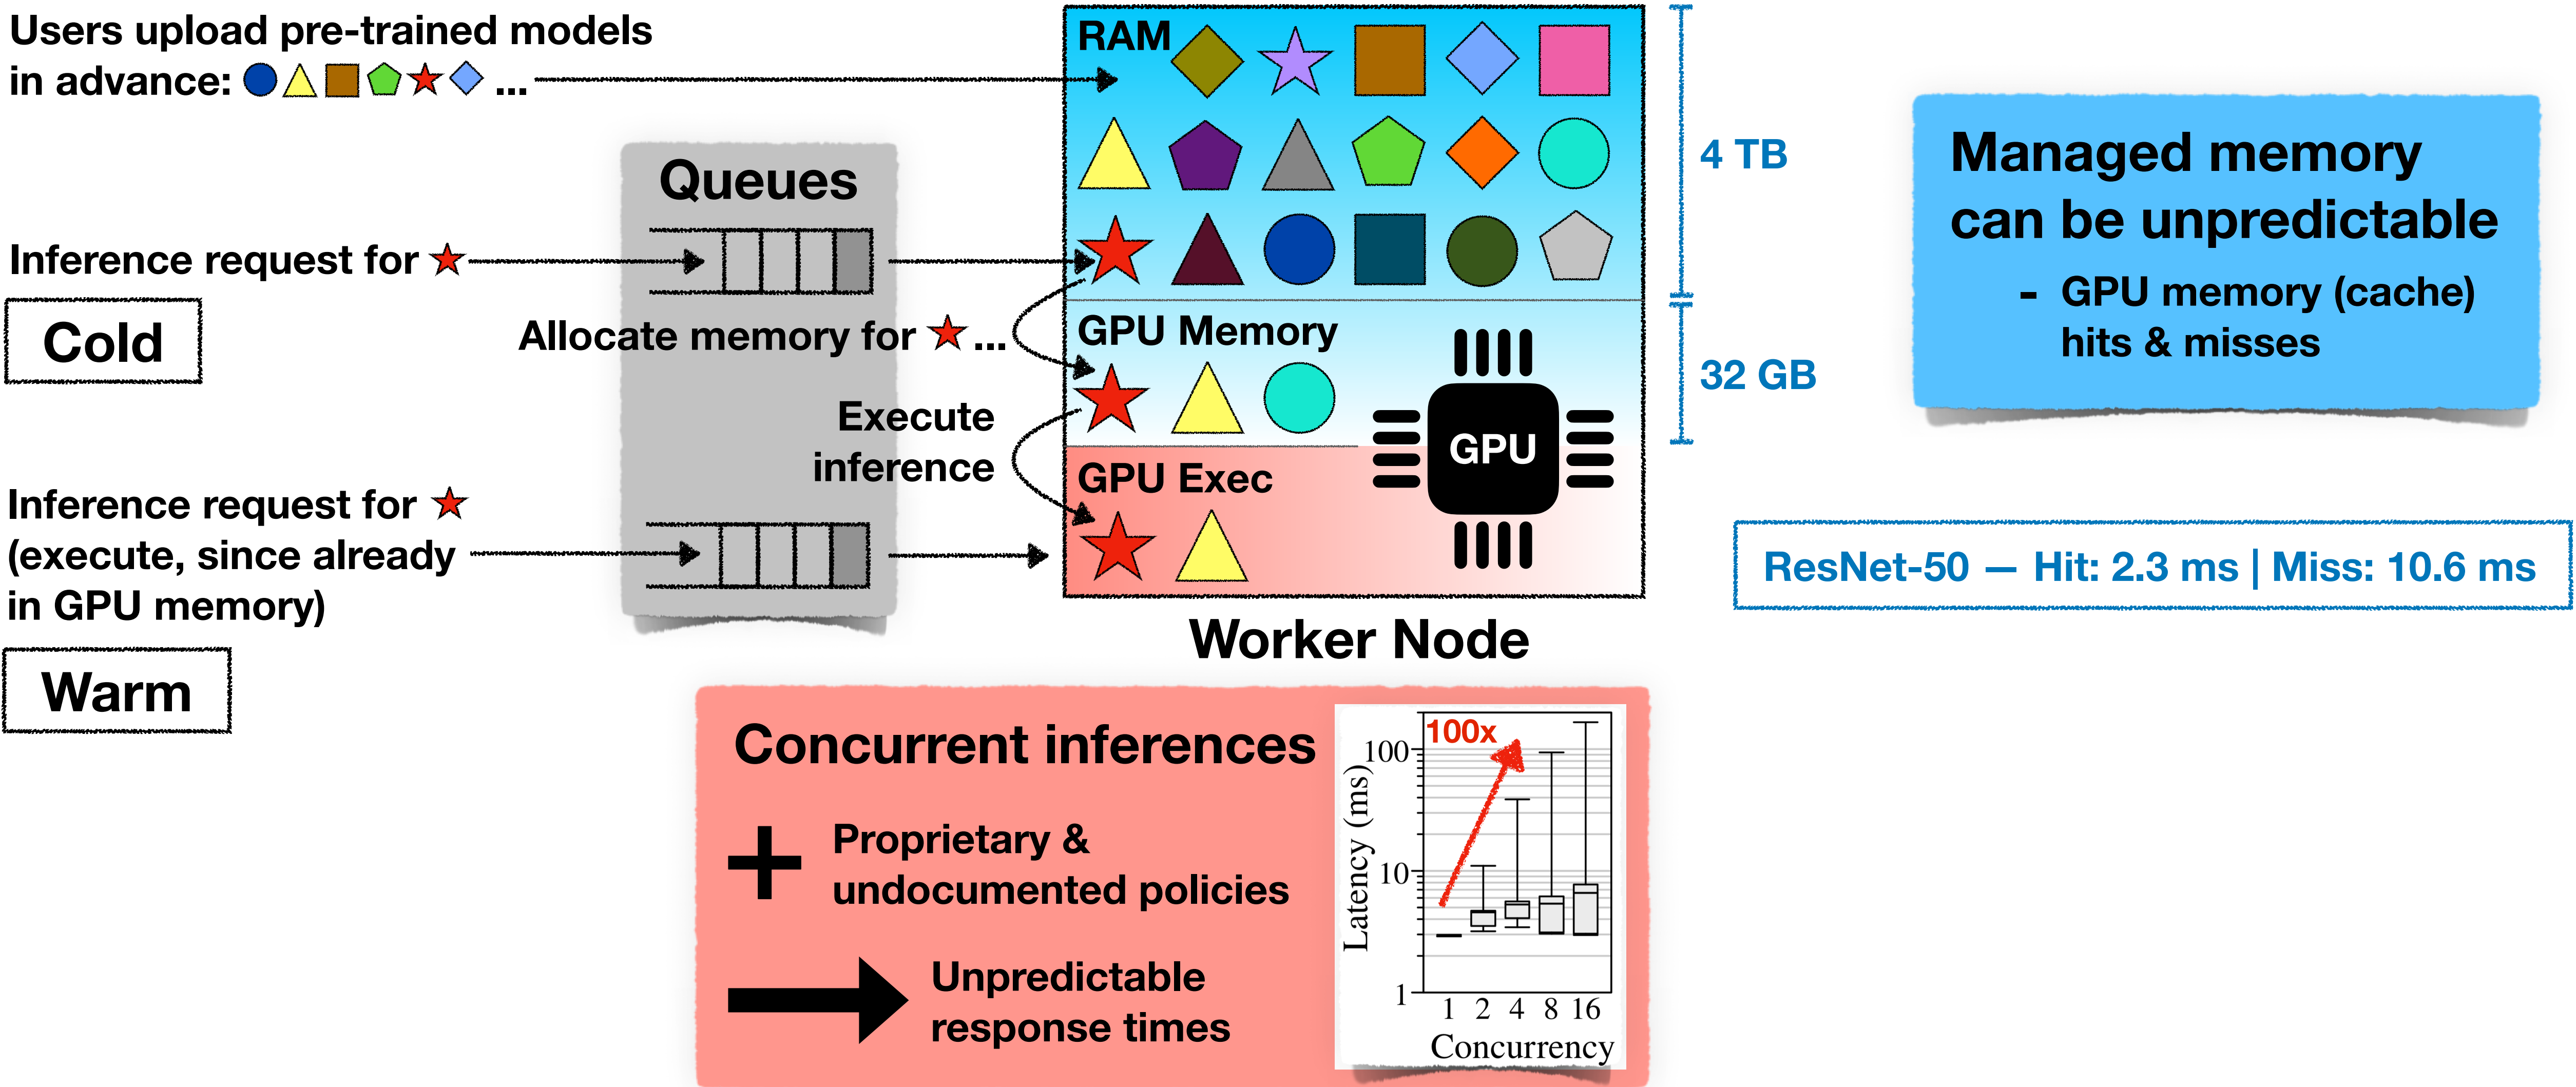 Users upload pre-trained models
in advance: ...
Queues
Inference request for
Cold
Allocate memory for ...
Execute
inference
Inference request for
(execute, since already
in GPU memory)
Warm
RAM
GPU Memory
GPU
GPU Exec
Worker Node
4 TB
32 GB
Managed memory
can be unpredictable
- GPU memory (cache)
hits & misses
ResNet-50 — Hit: 2.3 ms | Miss: 10.6 ms
Concurrent inferences
+ Proprietary &
undocumented policies
Unpredictable
response times
100x
Latency (ms)
100
10
1
1 2 4 8 16
Concurrency